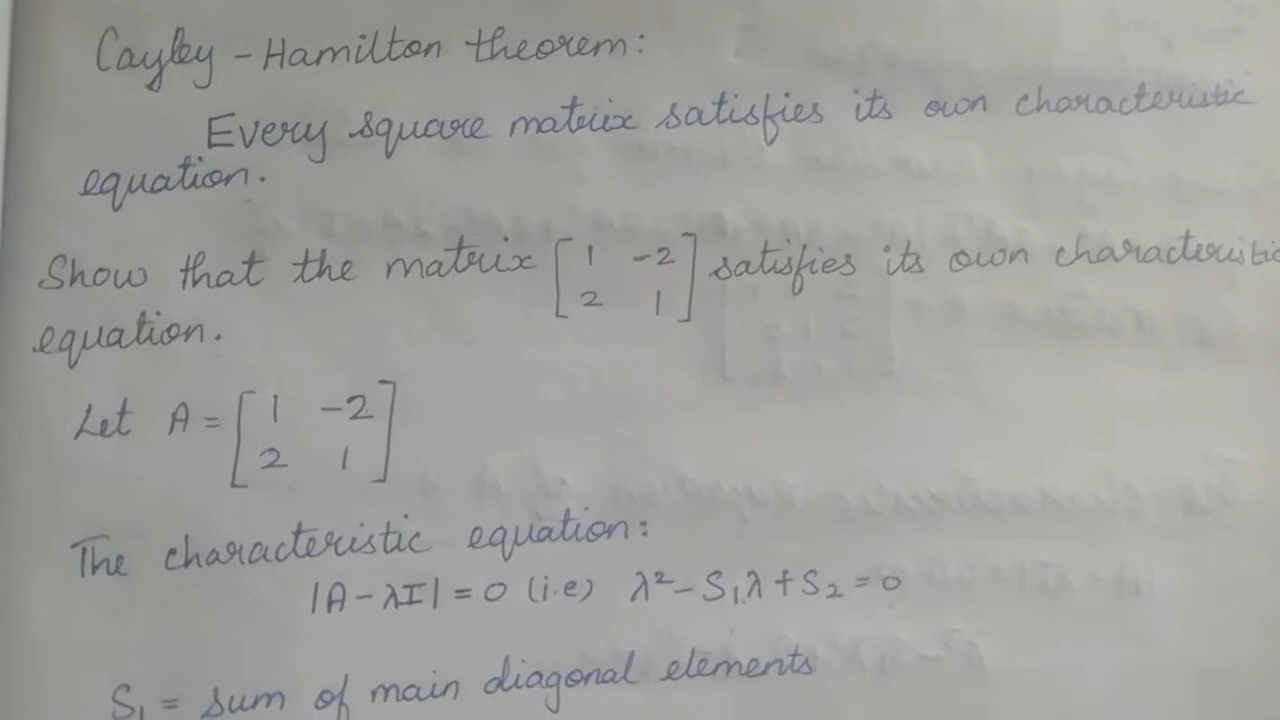 Cayley - Hamilton theorem:
Every square matrix satisfies its own characteristic
equation.
Show that the matrix [1 -2; 2 1] satisfies its own characteristic
equation.
Let A = [1 -2; 2 1]
The characteristic equation:
|A - λI| = 0 (i.e) λ² - S₁λ + S₂ = 0
S₁ = sum of main diagonal elements